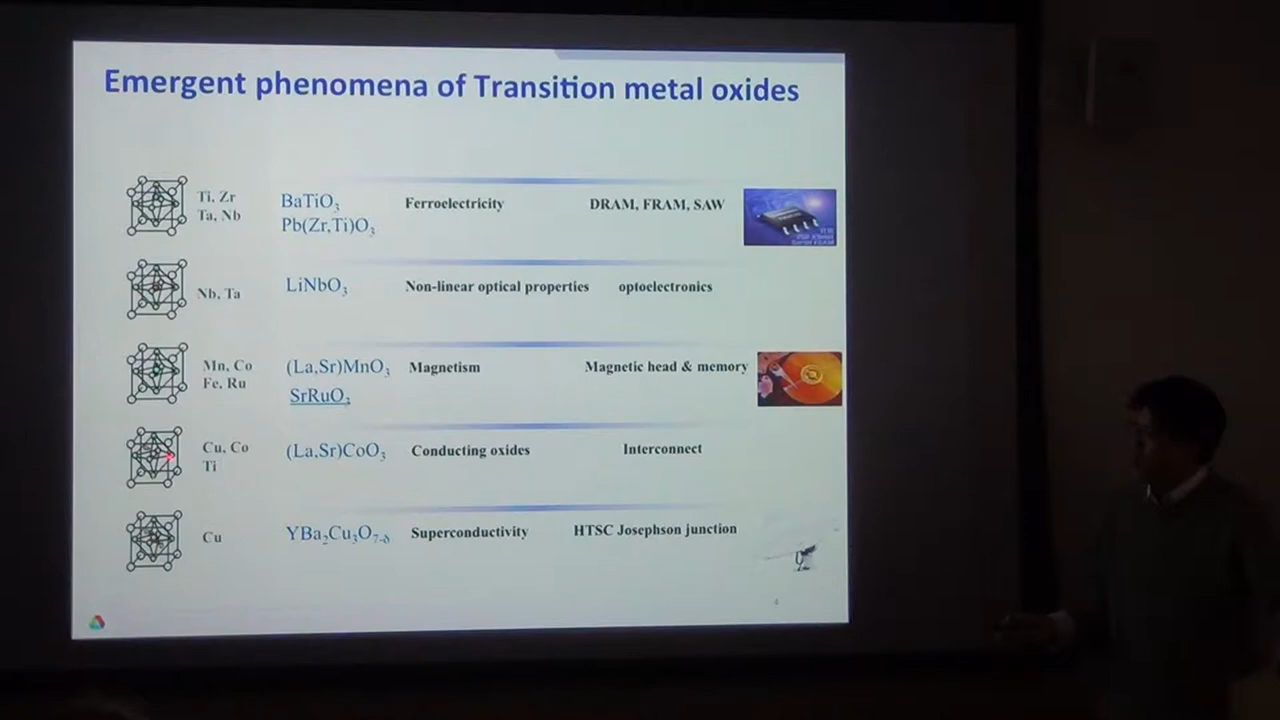 Emergent phenomena of Transition metal oxides
Ti, Zr
Ta, Nb
BaTiO₃
Pb(Zr,Ti)O₃
Ferroelectricity
DRAM, FRAM, SAW
Nb, Ta
LiNbO₃
Non-linear optical properties
optoelectronics
Mn, Co
Fe, Ru
(La,Sr)MnO₃
SrRuO₃
Magnetism
Magnetic head & memory
Cu, Co
Ti
(La,Sr)CoO₃
Conducting oxides
Interconnect
Cu
YBa₂Cu₃O₇₋δ
Superconductivity
HTSC Josephson junction
4